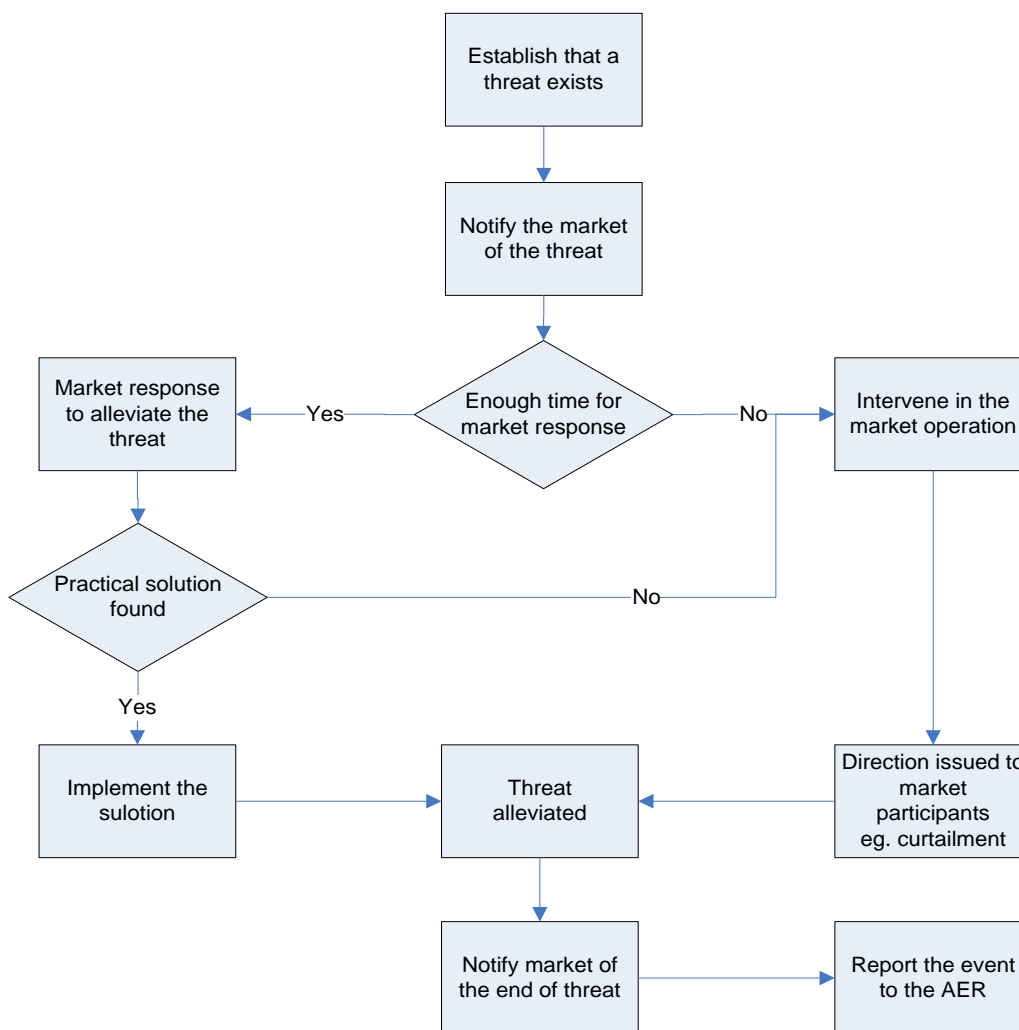 Establish that a
threat exists
Notify the market
of the threat
Market response
to alleviate the
threat
Yes
Enough time for
market response
No
Intervene in the
market operation
Practical solution
found
No
Yes
Implement the
sulotion
Threat
alleviated
Direction issued to
market
participants
eg. curtailment
Notify market of
the end of threat
Report the event
to the AER